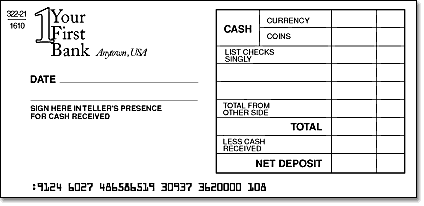 322-21
1610
1 Your
First
Bank Anytown, USA
DATE
SIGN HERE IN TELLER'S PRESENCE
FOR CASH RECEIVED
CASH
CURRENCY
COINS
LIST CHECKS
SINGLY
TOTAL FROM
OTHER SIDE
TOTAL
LESS CASH
RECEIVED
NET DEPOSIT
:9124 6027 486586519 30937 3620000 108